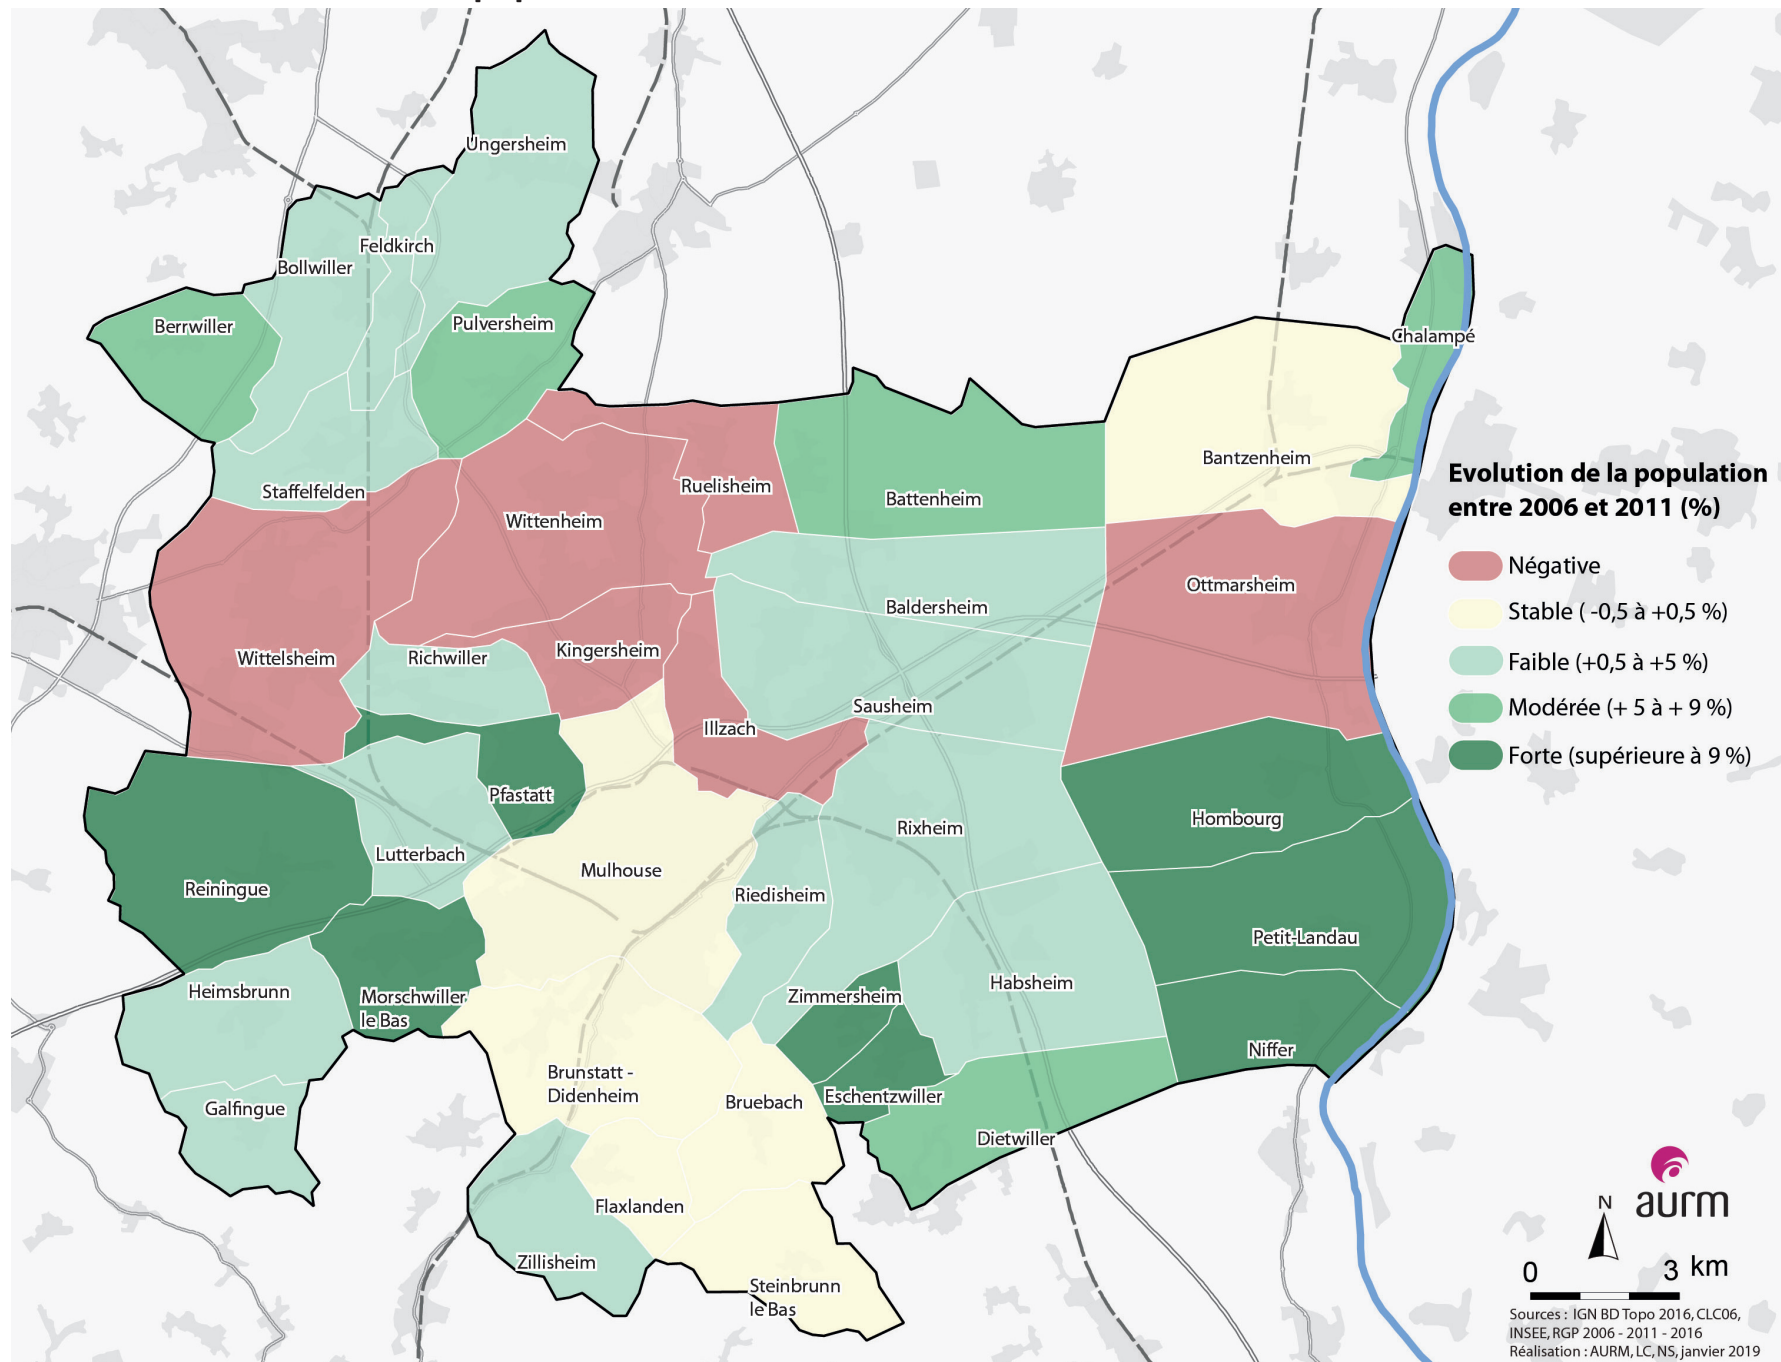 Ungersheim
Feldkirch
Bollwiller
Berrwiller
Pulversheim
Chalampé
Bantzenheim
Staffelfelden
Ruelisheim
Battenheim
Wittenheim
Ottmarsheim
Baldersheim
Wittelsheim
Richwiller
Kingersheim
Sausheim
Illzach
Pfastatt
Hombourg
Rixheim
Lutterbach
Mulhouse
Reiningue
Riedisheim
Petit-Landau
Heimsbrunn
Morschwiller
le Bas
Zimmersheim
Habsheim
Niffer
Brunstatt -
Didenheim
Bruebach
Eschentzwiller
Galfingue
Dietwiller
Flaxlanden
Zillisheim
Steinbrunn
le Bas
Evolution de la population
entre 2006 et 2011 (%)
Négative
Stable ( -0,5 à +0,5 %)
Faible (+0,5 à +5 %)
Modérée (+ 5 à + 9 %)
Forte (supérieure à 9 %)
aurm
N
0 3 km
Sources : IGN BD Topo 2016, CLC06,
INSEE, RGP 2006 - 2011 - 2016
Réalisation : AURM, LC, NS, janvier 2019